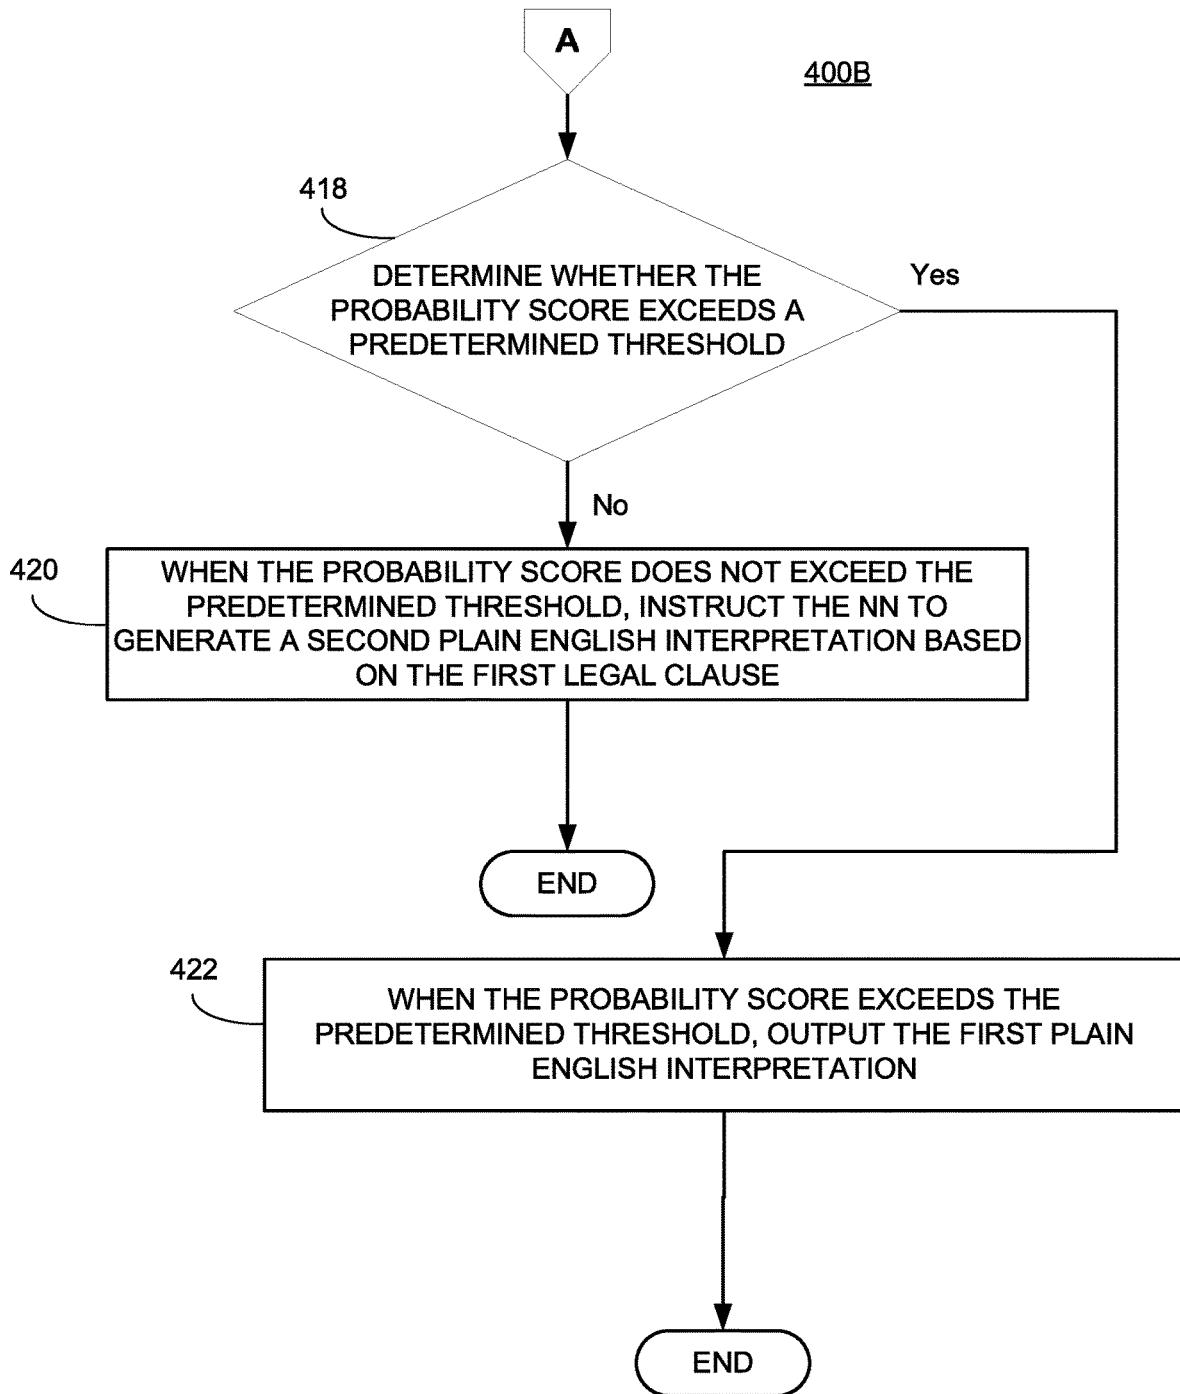 A
400B
418
DETERMINE WHETHER THE
PROBABILITY SCORE EXCEEDS A
PREDETERMINED THRESHOLD
Yes
No
420
WHEN THE PROBABILITY SCORE DOES NOT EXCEED THE
PREDETERMINED THRESHOLD, INSTRUCT THE NN TO
GENERATE A SECOND PLAIN ENGLISH INTERPRETATION BASED
ON THE FIRST LEGAL CLAUSE
END
422
WHEN THE PROBABILITY SCORE EXCEEDS THE
PREDETERMINED THRESHOLD, OUTPUT THE FIRST PLAIN
ENGLISH INTERPRETATION
END